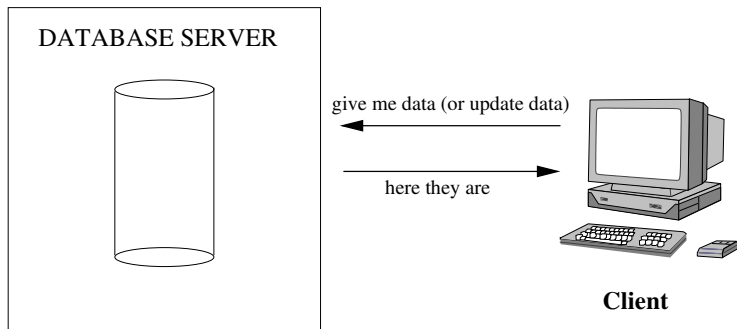 DATABASE SERVER
give me data (or update data)
here they are
Client